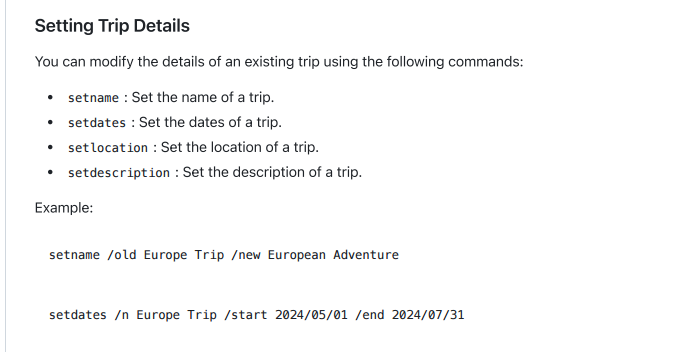 Setting Trip Details
You can modify the details of an existing trip using the following commands:
• setname : Set the name of a trip.
• setdates : Set the dates of a trip.
• setlocation : Set the location of a trip.
• setdescription : Set the description of a trip.
Example:
setname /old Europe Trip /new European Adventure
setdates /n Europe Trip /start 2024/05/01 /end 2024/07/31